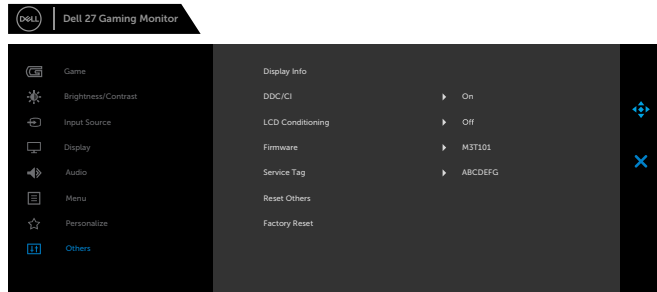 DELL
Dell 27 Gaming Monitor
Game
Brightness/Contrast
Input Source
Display
Audio
Menu
Personalize
Others
Display Info
DDC/CI On
LCD Conditioning Off
Firmware M3T101
Service Tag ABCDEFG
Reset Others
Factory Reset